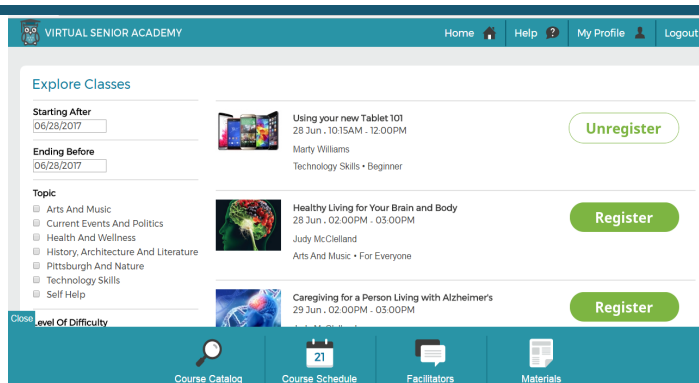 VIRTUAL SENIOR ACADEMY
Home
Help
My Profile
Logout
Explore Classes
Starting After
06/28/2017
Ending Before
06/28/2017
Topic
Arts And Music
Current Events And Politics
Health And Wellness
History, Architecture And Literature
Pittsburgh And Nature
Technology Skills
Self Help
Level Of Difficulty
Close
Using your new Tablet 101
28 Jun , 10:15AM - 12:00PM
Marty Williams
Technology Skills • Beginner
Unregister
Healthy Living for Your Brain and Body
28 Jun , 02:00PM - 03:00PM
Judy McClelland
Arts And Music • For Everyone
Register
Caregiving for a Person Living with Alzheimer's
29 Jun , 02:00PM - 03:00PM
Register
Course Catalog
21
Course Schedule
Facilitators
Materials